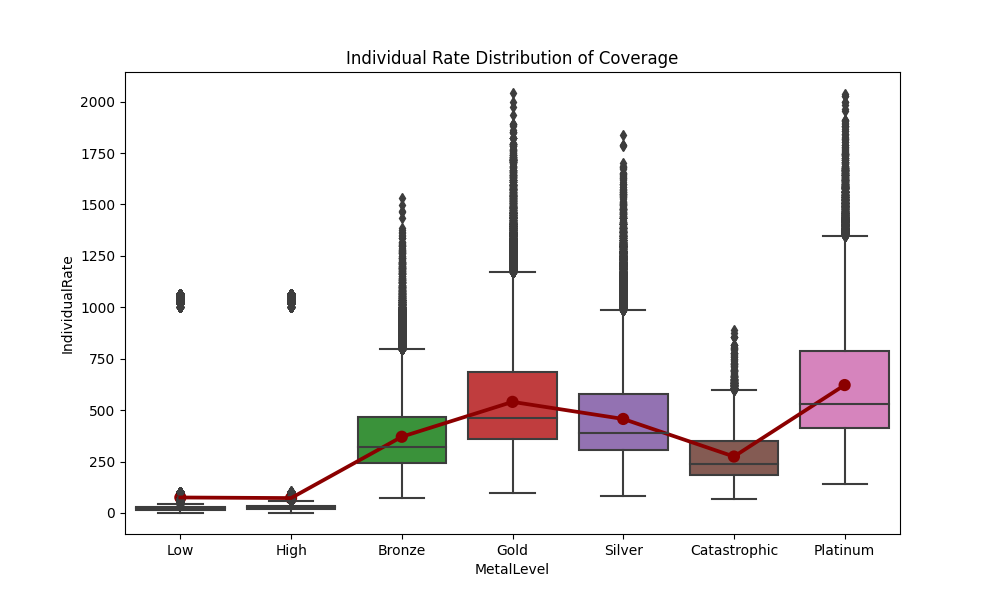 Individual Rate Distribution of Coverage
IndividualRate
2000
1750
1500
1250
1000
750
500
250
0
Low High Bronze Gold Silver Catastrophic Platinum
MetalLevel